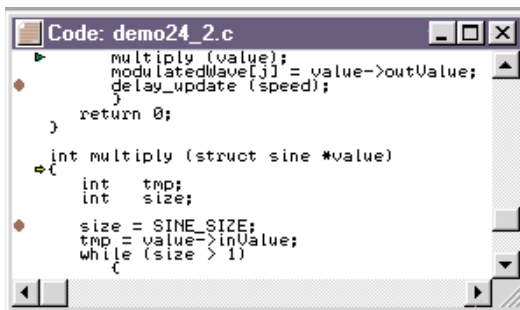 Code: demo24_2.c
multiply (value);
modulatedWave[j] = value->outValue;
delay_update (speed);
}
return 0;
}
int multiply (struct sine *value)
{
int tmp;
int size;
size = SINE_SIZE;
tmp = value->inValue;
while (size > 1)
{